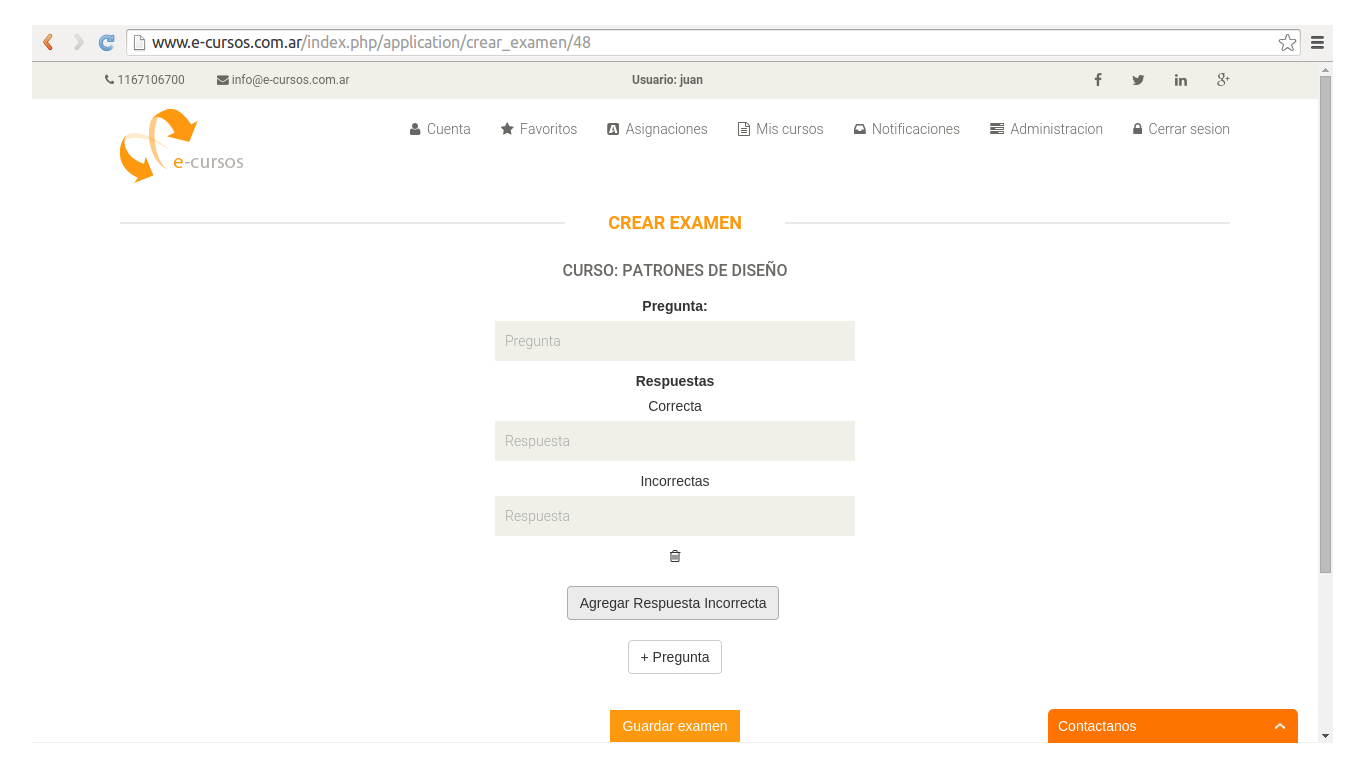 www.e-cursos.com.ar/index.php/application/crear_examen/48
1167106700 info@e-cursos.com.ar Usuario: juan
Cuenta Favoritos Asignaciones Mis cursos Notificaciones Administracion Cerrar sesion
e-cursos
CREAR EXAMEN
CURSO: PATRONES DE DISEÑO
Pregunta:
Pregunta
Respuestas
Correcta
Respuesta
Incorrectas
Respuesta
Agregar Respuesta Incorrecta
+ Pregunta
Guardar examen
Contactanos